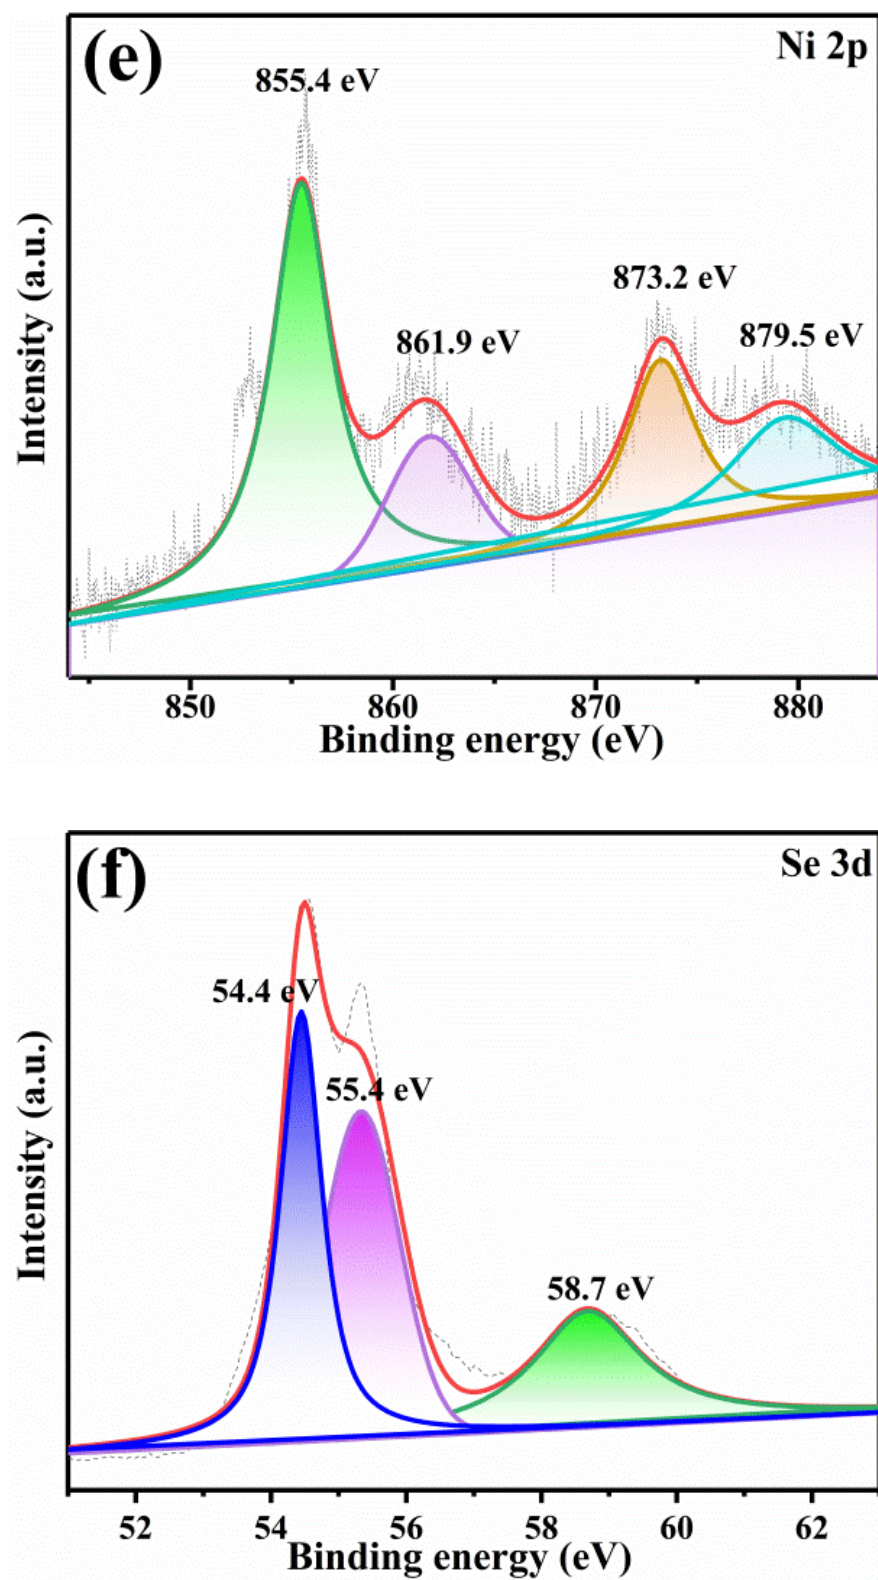 (e)
Ni 2p
855.4 eV
861.9 eV
873.2 eV
879.5 eV
Intensity (a.u.)
850 860 870 880
Binding energy (eV)
(f)
Se 3d
54.4 eV
55.4 eV
58.7 eV
Intensity (a.u.)
52 54 56 58 60 62
Binding energy (eV)